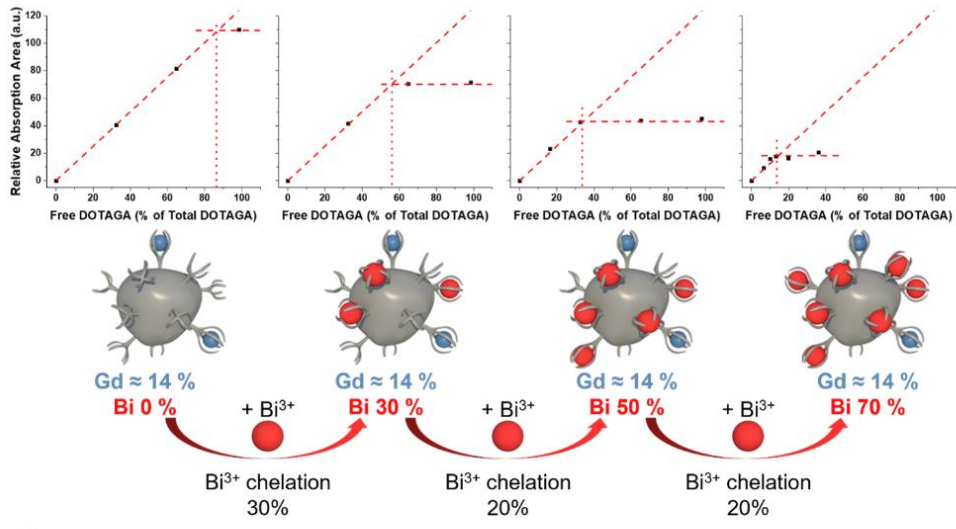 Relative Absorption Area (a.u.)
120
100
80
60
40
20
0
0 20 40 60 80 100
0 20 40 60 80 100
0 20 40 60 80 100
0 20 40 60 80 100
Free DOTAGA (% of Total DOTAGA)
Free DOTAGA (% of Total DOTAGA)
Free DOTAGA (% of Total DOTAGA)
Free DOTAGA (% of Total DOTAGA)
Gd ≈ 14 %
Gd ≈ 14 %
Gd ≈ 14 %
Gd ≈ 14 %
Bi 0 %
+ Bi³⁺
Bi 30 %
+ Bi³⁺
Bi 50 %
+ Bi³⁺
Bi 70 %
Bi³⁺ chelation
30%
Bi³⁺ chelation
20%
Bi³⁺ chelation
20%